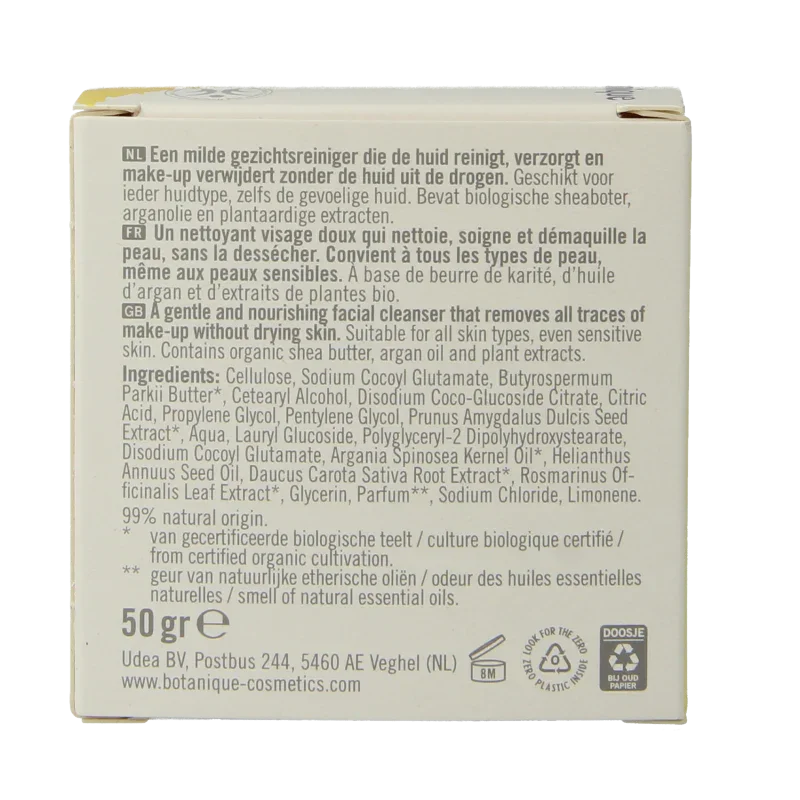 NL Een milde gezichtsreiniger die de huid reinigt, verzorgt en
make-up verwijdert zonder de huid uit de drogen. Geschikt voor
ieder huidtype, zelfs de gevoelige huid. Bevat biologische sheaboter,
arganolie en plantaardige extracten.
FR Un nettoyant visage doux qui nettoie, soigne et démaquille la
peau, sans la dessécher. Convient à tous les types de peau,
même aux peaux sensibles. À base de beurre de karité, d'huile
d'argan et d'extraits de plantes bio.
GB A gentle and nourishing facial cleanser that removes all traces of
make-up without drying skin. Suitable for all skin types, even sensitive
skin. Contains organic shea butter, argan oil and plant extracts.
Ingredients: Cellulose, Sodium Cocoyl Glutamate, Butyrospermum
Parkii Butter*, Cetearyl Alcohol, Disodium Coco-Glucoside Citrate, Citric
Acid, Propylene Glycol, Pentylene Glycol, Prunus Amygdalus Dulcis Seed
Extract*, Aqua, Lauryl Glucoside, Polyglyceryl-2 Dipolyhydroxystearate,
Disodium Cocoyl Glutamate, Argania Spinosea Kernel Oil*, Helianthus
Annuus Seed Oil, Daucus Carota Sativa Root Extract*, Rosmarinus Of-
ficinalis Leaf Extract*, Glycerin, Parfum**, Sodium Chloride, Limonene.
99% natural origin.
* van gecertificeerde biologische teelt / culture biologique certifié /
from certified organic cultivation.
** geur van natuurlijke etherische oliën / odeur des huiles essentielles
naturelles / smell of natural essential oils.
50 gr e
Udea BV, Postbus 244, 5460 AE Veghel (NL)
www.botanique-cosmetics.com
LOOK FOR THE ZERO
ZERO PLASTIC INSIDE
DOOSJE
BIJ OUD
PAPIER